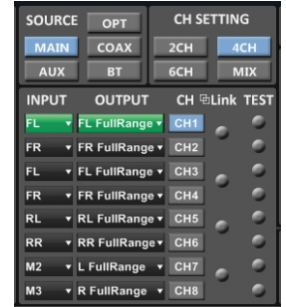 SOURCE OPT CH SETTING
MAIN COAX 2CH 4CH
AUX BT 6CH MIX
INPUT OUTPUT CH Link TEST
FL FL FullRange CH1
FR FR FullRange CH2
FL FL FullRange CH3
FR FR FullRange CH4
RL RL FullRange CH5
RR RR FullRange CH6
M2 L FullRange CH7
M3 R FullRange CH8